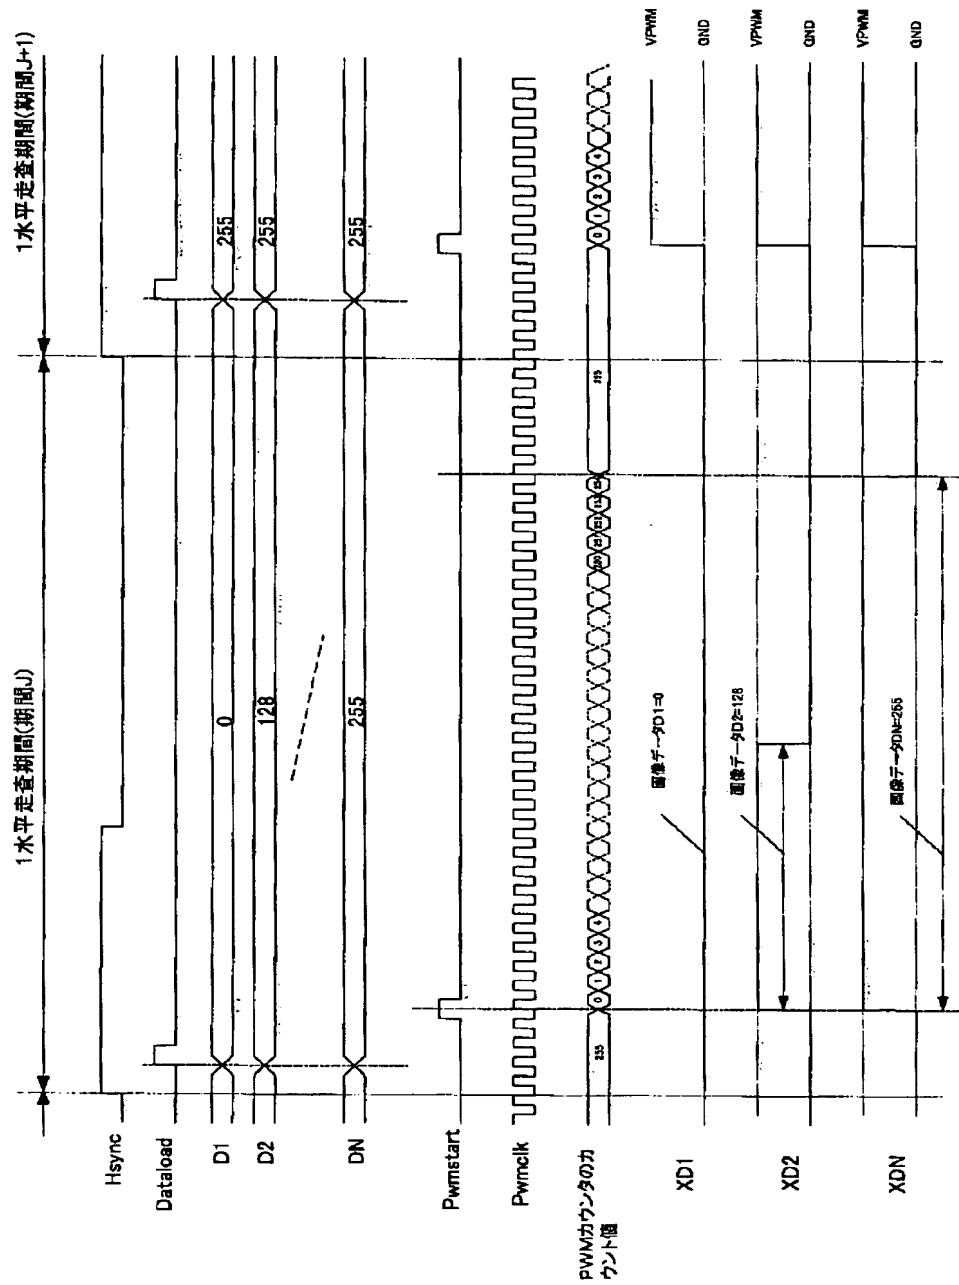 1水平走査期間(期間J)
1水平走査期間(期間J+1)
Hsync
Dataload
D1
0
255
D2
128
255
DN
255
255
Pwmstart
Pwmclk
PWMカウンタのカ
ウント値
255
0
1
2
3
4
254
255
0
1
2
3
4
XD1
画像データD1=0
VPWM
GND
XD2
画像データD2=128
VPWM
GND
XDN
画像データDN=255
VPWM
GND